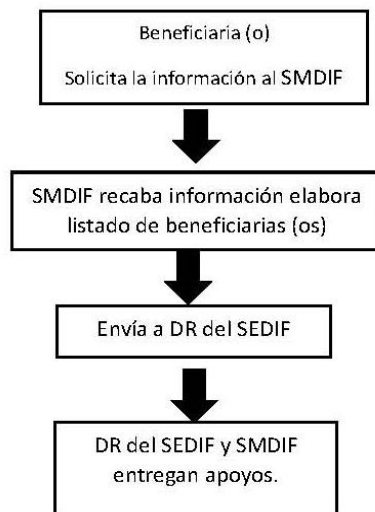 Beneficiaria (o)
Solicita la información al SMDIF
SMDIF recaba información elabora
listado de beneficiarias (os)
Envía a DR del SEDIF
DR del SEDIF y SMDIF
entregan apoyos.